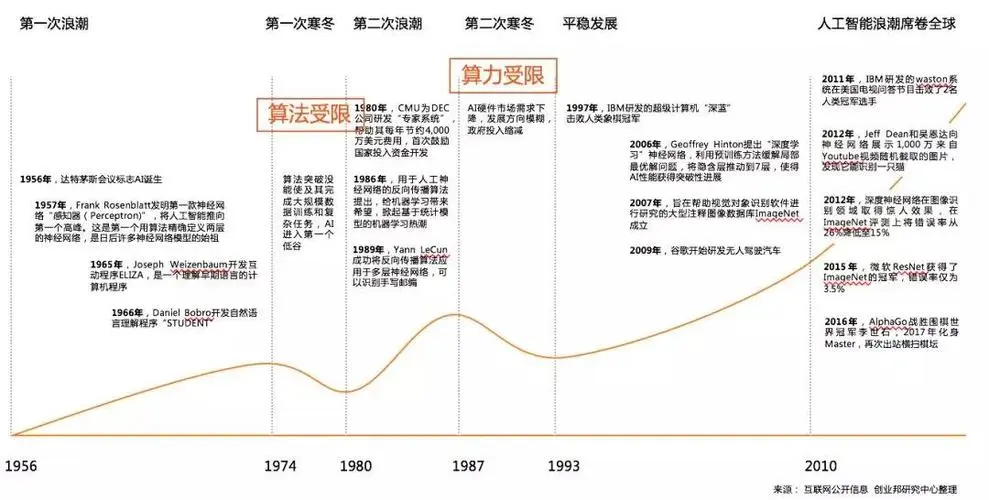 第一次浪潮
第一次寒冬
第二次浪潮
第二次寒冬
平稳发展
人工智能浪潮席卷全球
算法受限
算力受限
1956年，达特茅斯会议标志AI诞生
1957年，Frank Rosenblatt发明第一款神经网
络“感知器（Perceptron），将人工智能推向
第一个高峰。这是第一个用算法精确定义两层
的神经网络，是日后许多神经网络模型的始祖
1965年，Joseph Weizenbaum开发互
动程序ELIZA，是一个理解早期语言的计
算机程序
1966年，Daniel Bobro开发自然语
言理解程序“STUDENT”
算法突破没
能使及其完
成大规模数
据训练和复
杂任务，AI
进入第一个
低谷
1980年，CMU为DEC
公司研发“专家系统”，
帮助其每年节约4,000
万美元费用，首次鼓励
国家投入资金开发
1986年，用于人工神
经网络的反向传播算法
提出，给机器学习带来
希望，掀起基于统计模
型的机器学习热潮
1989年，Yann LeCun
成功将反向传播算法应
用于多层神经网络，可
以识别手写邮编
AI硬件市场需求下
降，发展方向模糊，
政府投入缩减
1997年，IBM研发的超级计算机“深蓝”
击败人类象棋冠军
2006年，Geoffrey Hinton提出“深度
学习”神经网络，利用预训练方法缓解局部
最优解问题，将隐含层推动到7层，使
得AI性能获得突破性进展
2007年，旨在帮助视觉对象识别软件进
行研究的大型注释图像数据库ImageNet
成立
2009年，谷歌开始研发无人驾驶汽车
2011年，IBM研发的waston系
统在美国电视问答节目击败了2名
人类冠军选手
2012年，Jeff Dean和吴恩达向
神经网络展示1,000万来自
Youtube视频随机截取的图片，
发现它能识别一只猫
2012年，深度神经网络在图像识
别领域取得惊人效果，在
ImageNet评测上将错误率从
26%降低至15%
2015年，微软ResNet获得了
ImageNet的冠军，错误率仅为
3.5%
2016年，AlphaGo战胜围棋世
界冠军李世石，2017年化身
Master，再次出站横扫棋坛
1956
1974
1980
1987
1993
2010
来源： 互联网公开信息 创业邦研究中心整理